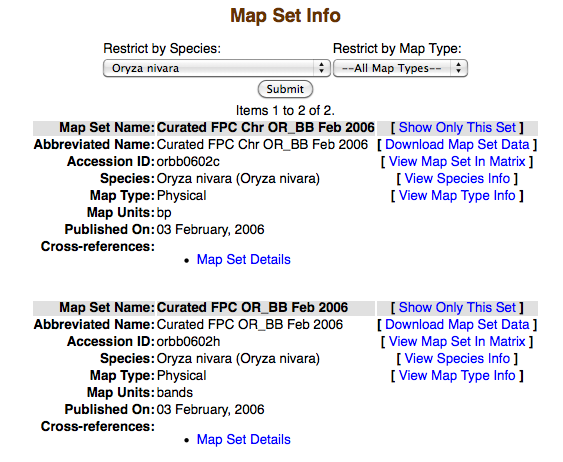 Map Set Info
Restrict by Species: Restrict by Map Type:
Oryza nivara --All Map Types--
Submit
Items 1 to 2 of 2.
Map Set Name: Curated FPC Chr OR_BB Feb 2006 [ Show Only This Set ]
Abbreviated Name: Curated FPC Chr OR_BB Feb 2006 [ Download Map Set Data ]
Accession ID: orbb0602c [ View Map Set In Matrix ]
Species: Oryza nivara (Oryza nivara) [ View Species Info ]
Map Type: Physical [ View Map Type Info ]
Map Units: bp
Published On: 03 February, 2006
Cross-references:
• Map Set Details
Map Set Name: Curated FPC OR_BB Feb 2006 [ Show Only This Set ]
Abbreviated Name: Curated FPC OR_BB Feb 2006 [ Download Map Set Data ]
Accession ID: orbb0602h [ View Map Set In Matrix ]
Species: Oryza nivara (Oryza nivara) [ View Species Info ]
Map Type: Physical [ View Map Type Info ]
Map Units: bands
Published On: 03 February, 2006
Cross-references:
• Map Set Details